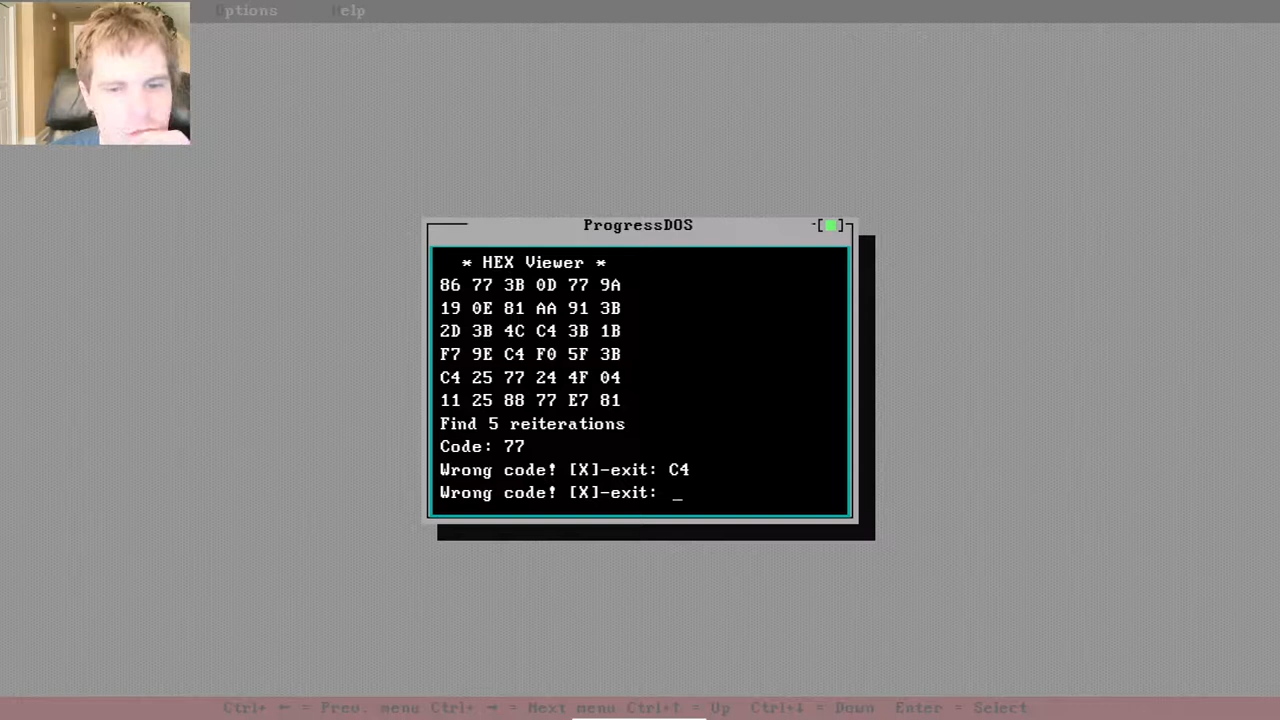 Options Help
ProgressDOS
* HEX Viewer *
86 77 3B 0D 77 9A
19 0E 81 AA 91 3B
2D 3B 4C C4 3B 1B
F7 9E C4 F0 5F 3B
C4 25 77 24 4F 04
11 25 88 77 E7 81
Find 5 reiterations
Code: 77
Wrong code! [X]-exit: C4
Wrong code! [X]-exit: _
Ctrl+ ← = Prev. menu Ctrl+ → = Next menu Ctrl+↑ = Up Ctrl+↓ = Down Enter = Select